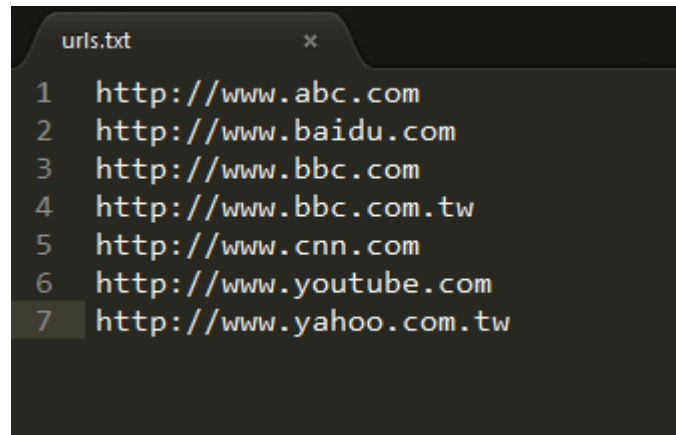 urls.txt ×
1 http://www.abc.com
2 http://www.baidu.com
3 http://www.bbc.com
4 http://www.bbc.com.tw
5 http://www.cnn.com
6 http://www.youtube.com
7 http://www.yahoo.com.tw